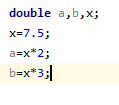 double a,b,x;
x=7.5;
a=x*2;
b=x*3;